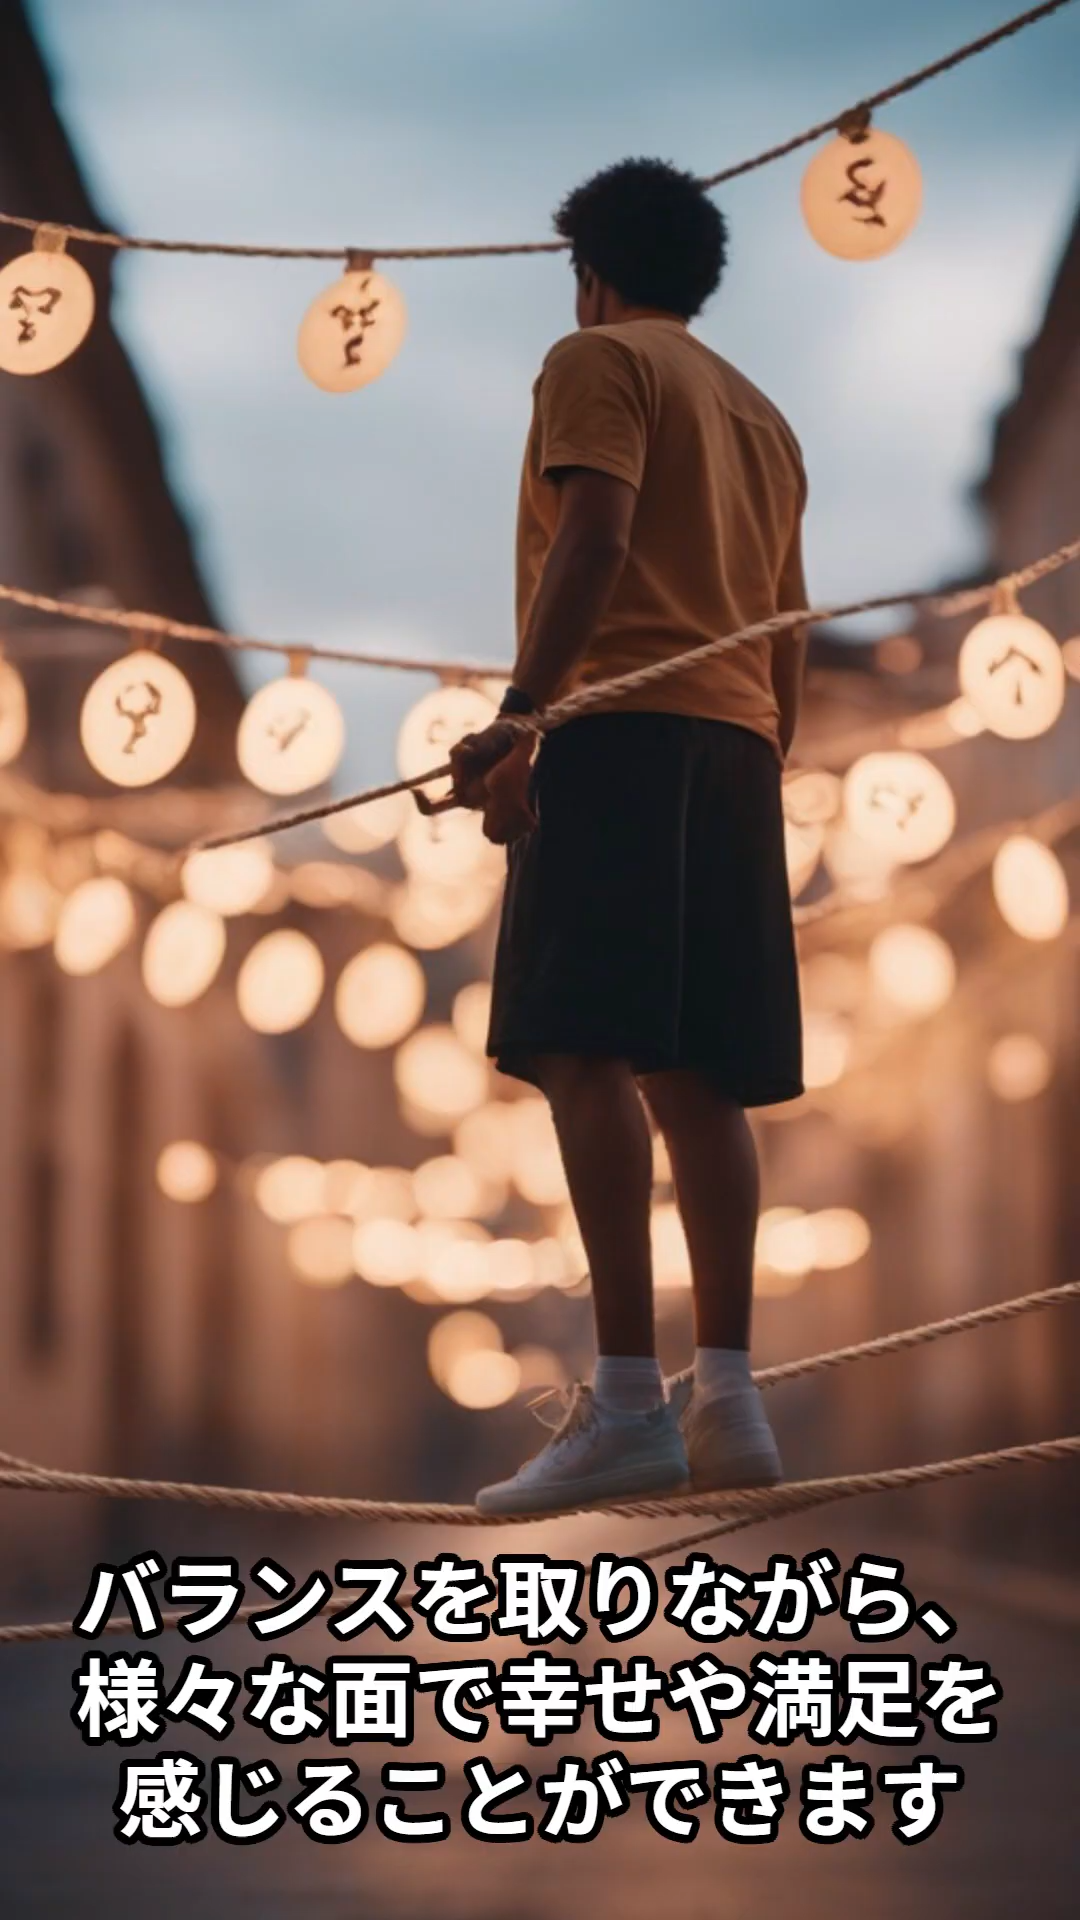 バランスを取りながら、
様々な面で幸せや満足を
感じることができます